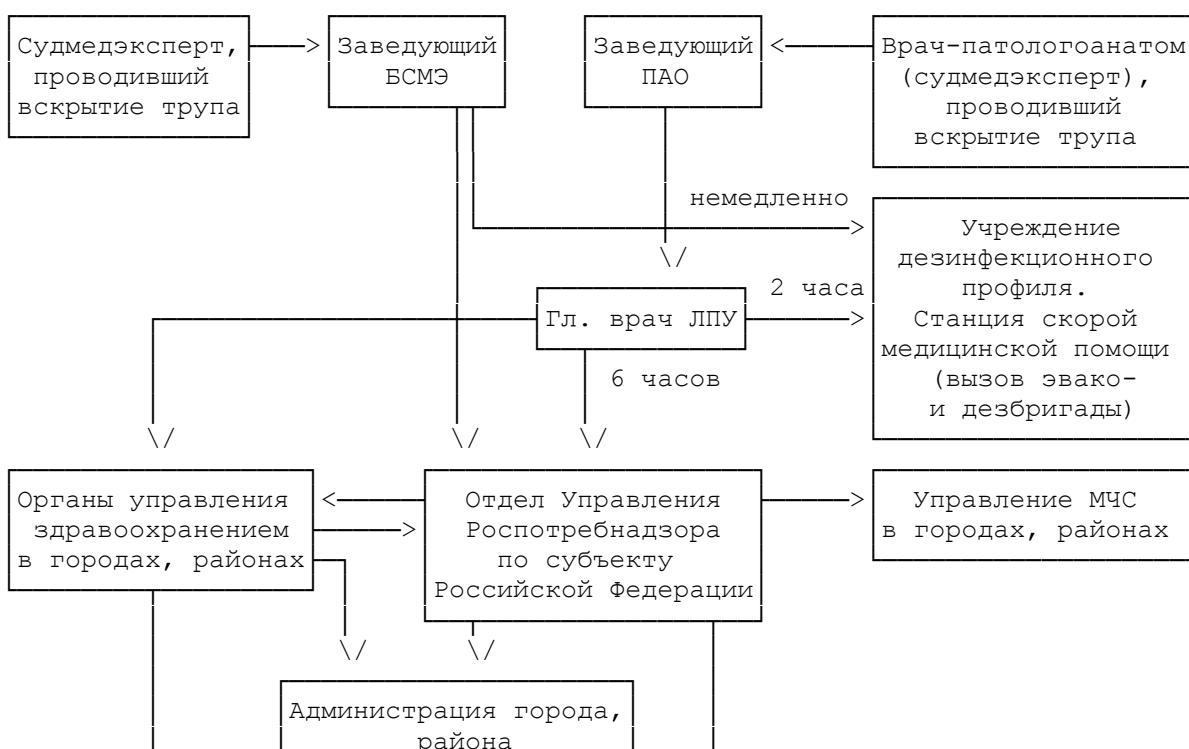 Судмедэксперт,
проводивший
вскрытие трупа
Заведующий
БСМЭ
Заведующий
ПАО
Врач-патологоанатом
(судмедэксперт),
проводивший
вскрытие трупа
немедленно
Учреждение
дезинфекционного
профиля.
Станция скорой
медицинской помощи
(вызов эвако-
и дезбригады)
2 часа
Гл. врач ЛПУ
6 часов
Органы управления
здравоохранением
в городах, районах
Отдел Управления
Роспотребнадзора
по субъекту
Российской Федерации
Управление МЧС
в городах, районах
Администрация города,
района